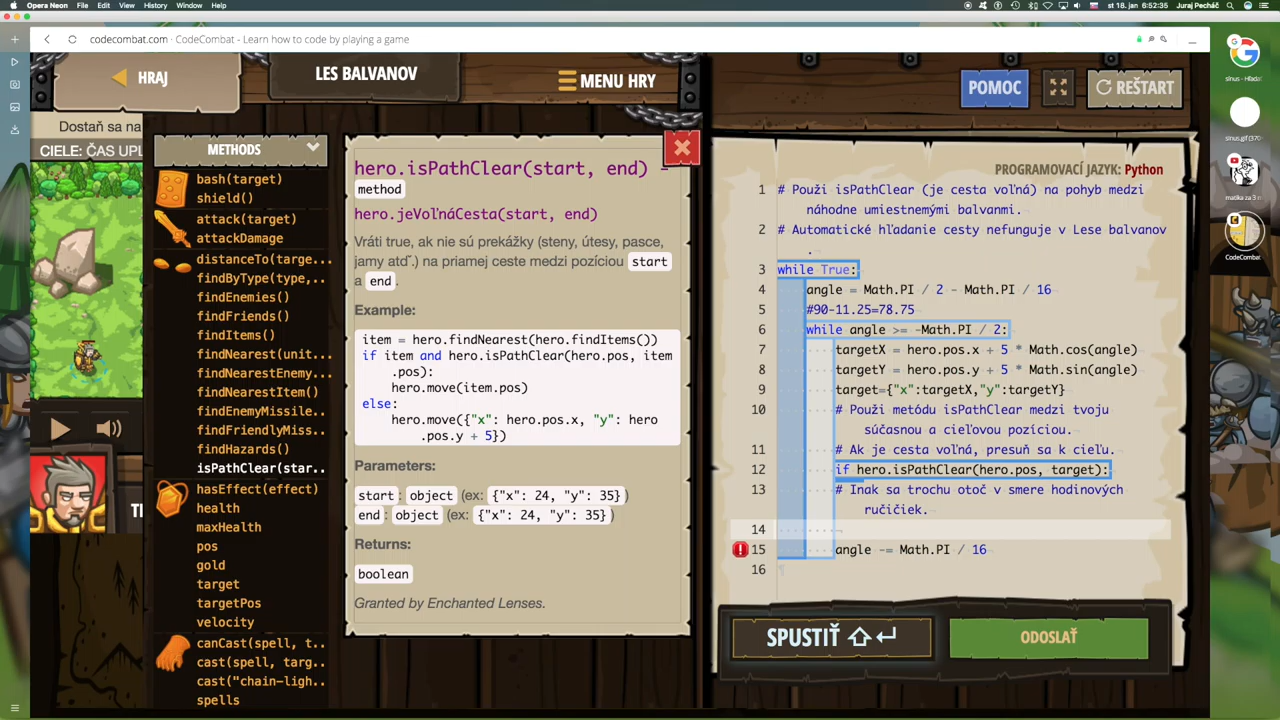 Opera Neon File Edit View History Window Help
st 18. jan 6:52:35 Juraj Pecháč
codecombat.com - CodeCombat - Learn how to code by playing a game
HRAJ
LES BALVANOV
MENU HRY
POMOC
REŠTART
Dostaň sa na
CIELE: ČAS UPL
METHODS
bash(target)
shield()
attack(target)
attackDamage
distanceTo(targe..
findByType(type,..
findEnemies()
findFriends()
findItems()
findNearest(unit..
findNearestEnemy..
findNearestItem()
findEnemyMissile..
findFriendlyMiss..
findHazards()
isPathClear(star..
hasEffect(effect)
health
maxHealth
pos
gold
target
targetPos
velocity
canCast(spell, t..
cast(spell, targ..
cast("chain-ligh..
spells
hero.isPathClear(start, end) -
method
hero.jeVoľnáCesta(start, end)
Vráti true, ak nie sú prekážky (steny, útesy, pasce,
jamy atď.) na priamej ceste medzi pozíciou start
a end.
Example:
item = hero.findNearest(hero.findItems())
if item and hero.isPathClear(hero.pos, item
.pos):
hero.move(item.pos)
else:
hero.move({"x": hero.pos.x, "y": hero
.pos.y + 5})
Parameters:
start: object (ex: {"x": 24, "y": 35})
end: object (ex: {"x": 24, "y": 35})
Returns:
boolean
Granted by Enchanted Lenses.
PROGRAMOVACÍ JAZYK: Python
1 # Použi isPathClear (je cesta voľná) na pohyb medzi
náhodne umiestnemými balvanmi.
2 # Automatické hľadanie cesty nefunguje v Lese balvanov
.
3 while True:
4 angle = Math.PI / 2 - Math.PI / 16
5 #90-11.25=78.75
6 while angle >= -Math.PI / 2:
7 targetX = hero.pos.x + 5 * Math.cos(angle)
8 targetY = hero.pos.y + 5 * Math.sin(angle)
9 target={"x":targetX,"y":targetY}
10 # Použi metódu isPathClear medzi tvoju
súčasnou a cieľovou pozíciou.
11 # Ak je cesta voľná, presuň sa k cieľu.
12 if hero.isPathClear(hero.pos, target):
13 # Inak sa trochu otoč v smere hodinových
ručičiek.
14
15 angle -= Math.PI / 16
16
SPUSTIŤ
ODOSLAŤ
sínus - Hľadať
sinus.gif (370
matika za 3 n
CodeCombat